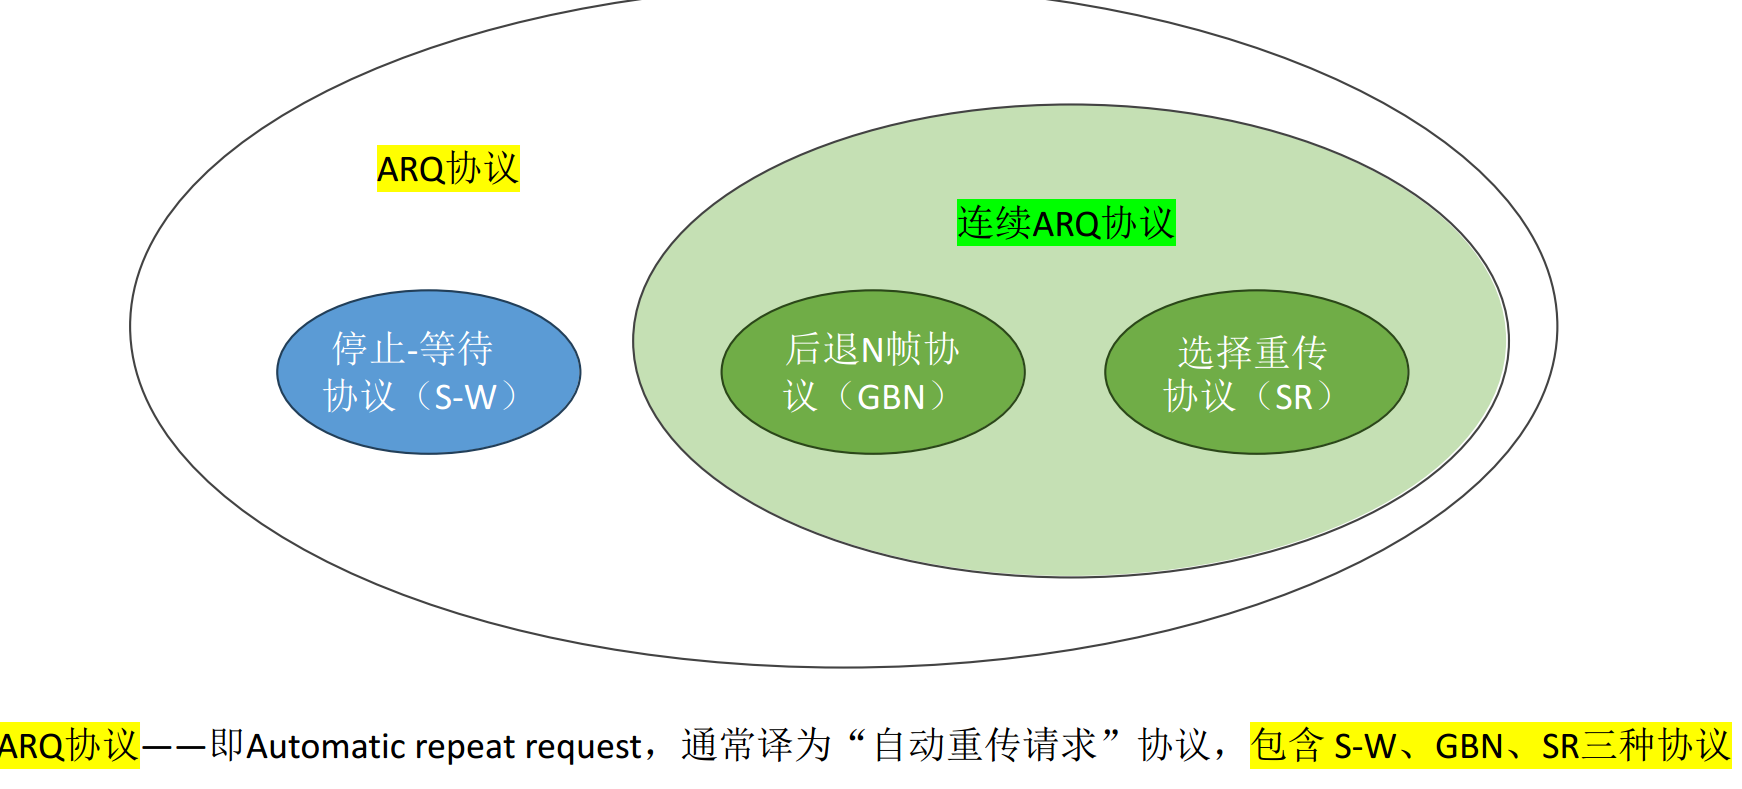 ARQ协议
连续ARQ协议
停止-等待
协议（S-W）
后退N帧协
议（GBN）
选择重传
协议（SR）
ARQ协议——即Automatic repeat request，通常译为“自动重传请求”协议，包含 S-W、GBN、SR三种协议